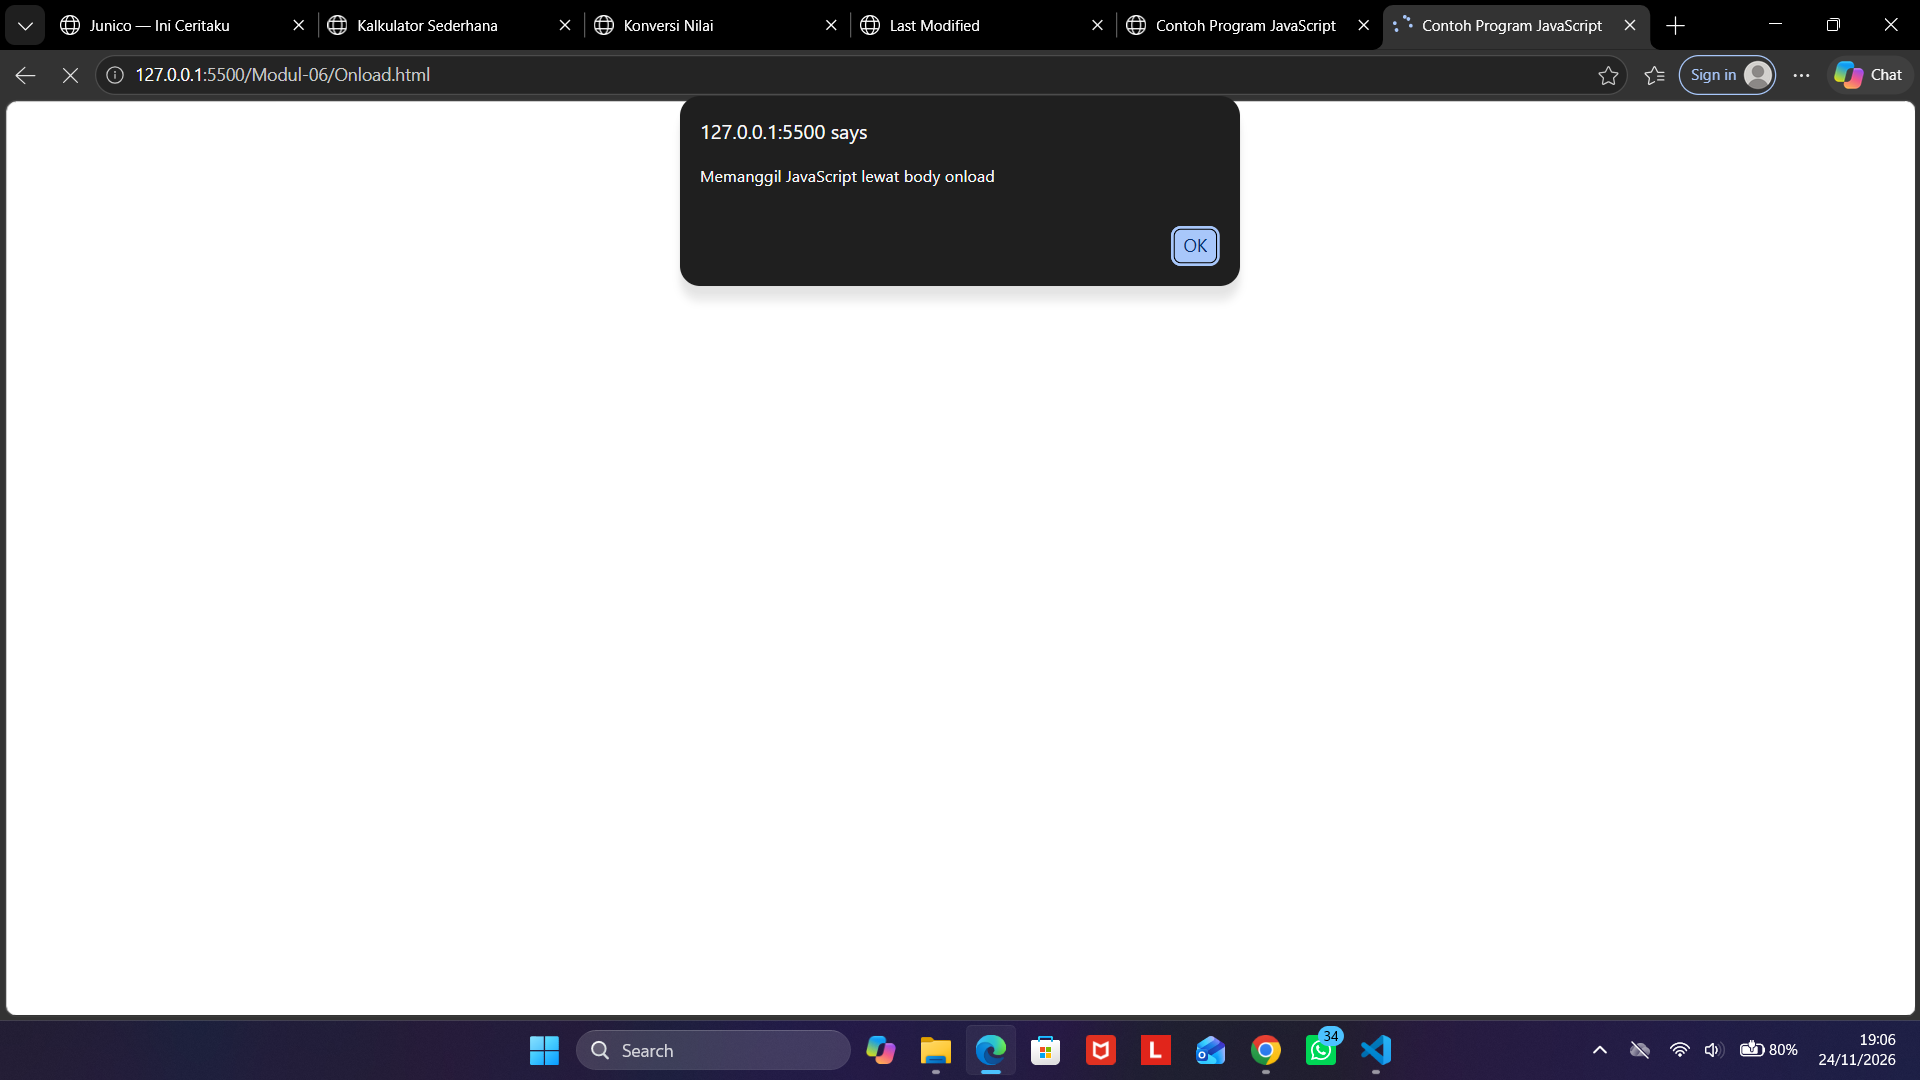 Junico — Ini Ceritaku
Kalkulator Sederhana
Konversi Nilai
Last Modified
Contoh Program JavaScript
Contoh Program JavaScript
127.0.0.1:5500/Modul-06/Onload.html
Sign in
Chat
127.0.0.1:5500 says
Memanggil JavaScript lewat body onload
OK
Search
L
34
80%
19:06
24/11/2026